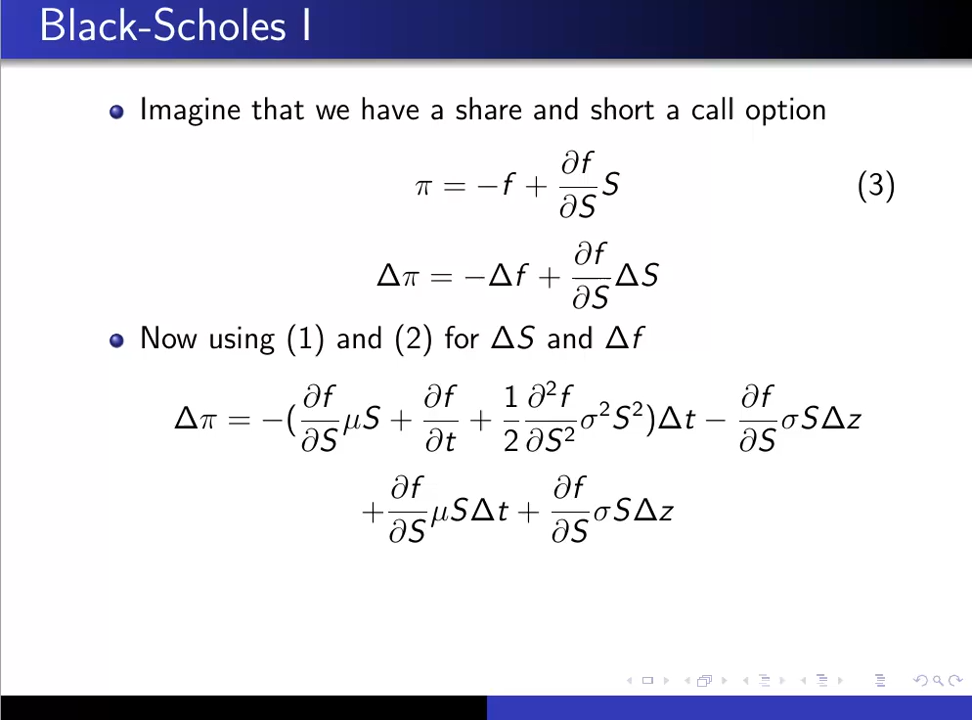 Black-Scholes I
Imagine that we have a share and short a call option
π = −f + ∂f/∂S S (3)
Δπ = −Δf + ∂f/∂S ΔS
Now using (1) and (2) for ΔS and Δf
Δπ = −(∂f/∂S μS + ∂f/∂t + 1/2 ∂²f/∂S² σ²S²)Δt − ∂f/∂S σSΔz
+ ∂f/∂S μSΔt + ∂f/∂S σSΔz